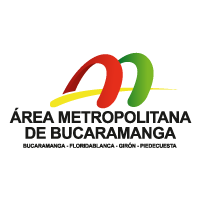 ÁREA METROPOLITANA
DE BUCARAMANGA
BUCARAMANGA - FLORIDABLANCA - GIRÓN - PIEDECUESTA